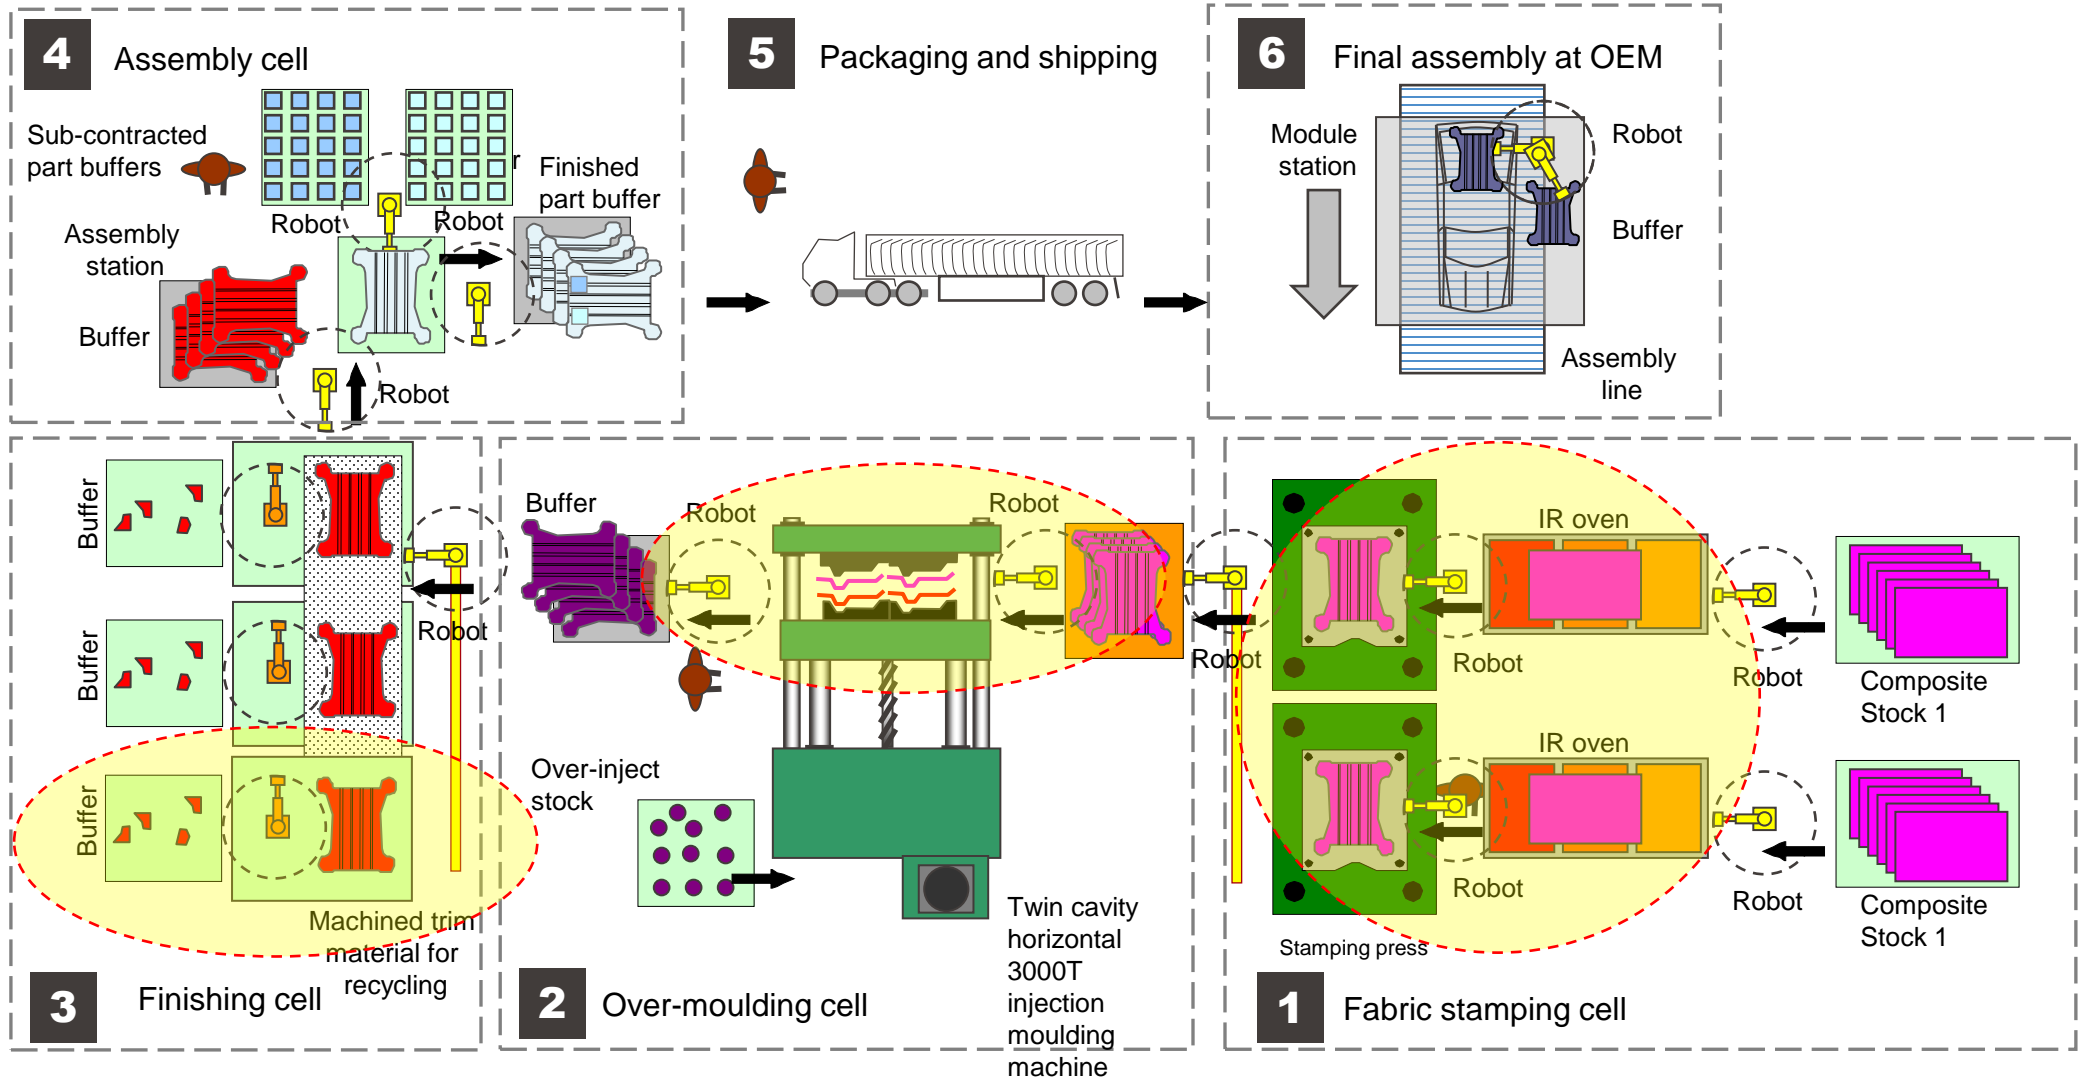 4
Assembly cell
Sub-contracted
part buffers
r
Finished
part buffer
Robot
Robot
Assembly
station
Buffer
Robot
5
Packaging and shipping
6
Final assembly at OEM
Module
station
Robot
Buffer
Assembly
line
Buffer
Buffer
Buffer
Robot
Machined trim
material for
recycling
3
Finishing cell
Buffer
Robot
Robot
Robot
Over-inject
stock
Twin cavity
horizontal
3000T
injection
moulding
machine
2
Over-moulding cell
IR oven
Robot
Robot
Composite
Stock 1
IR oven
Robot
Robot
Composite
Stock 1
Stamping press
1
Fabric stamping cell